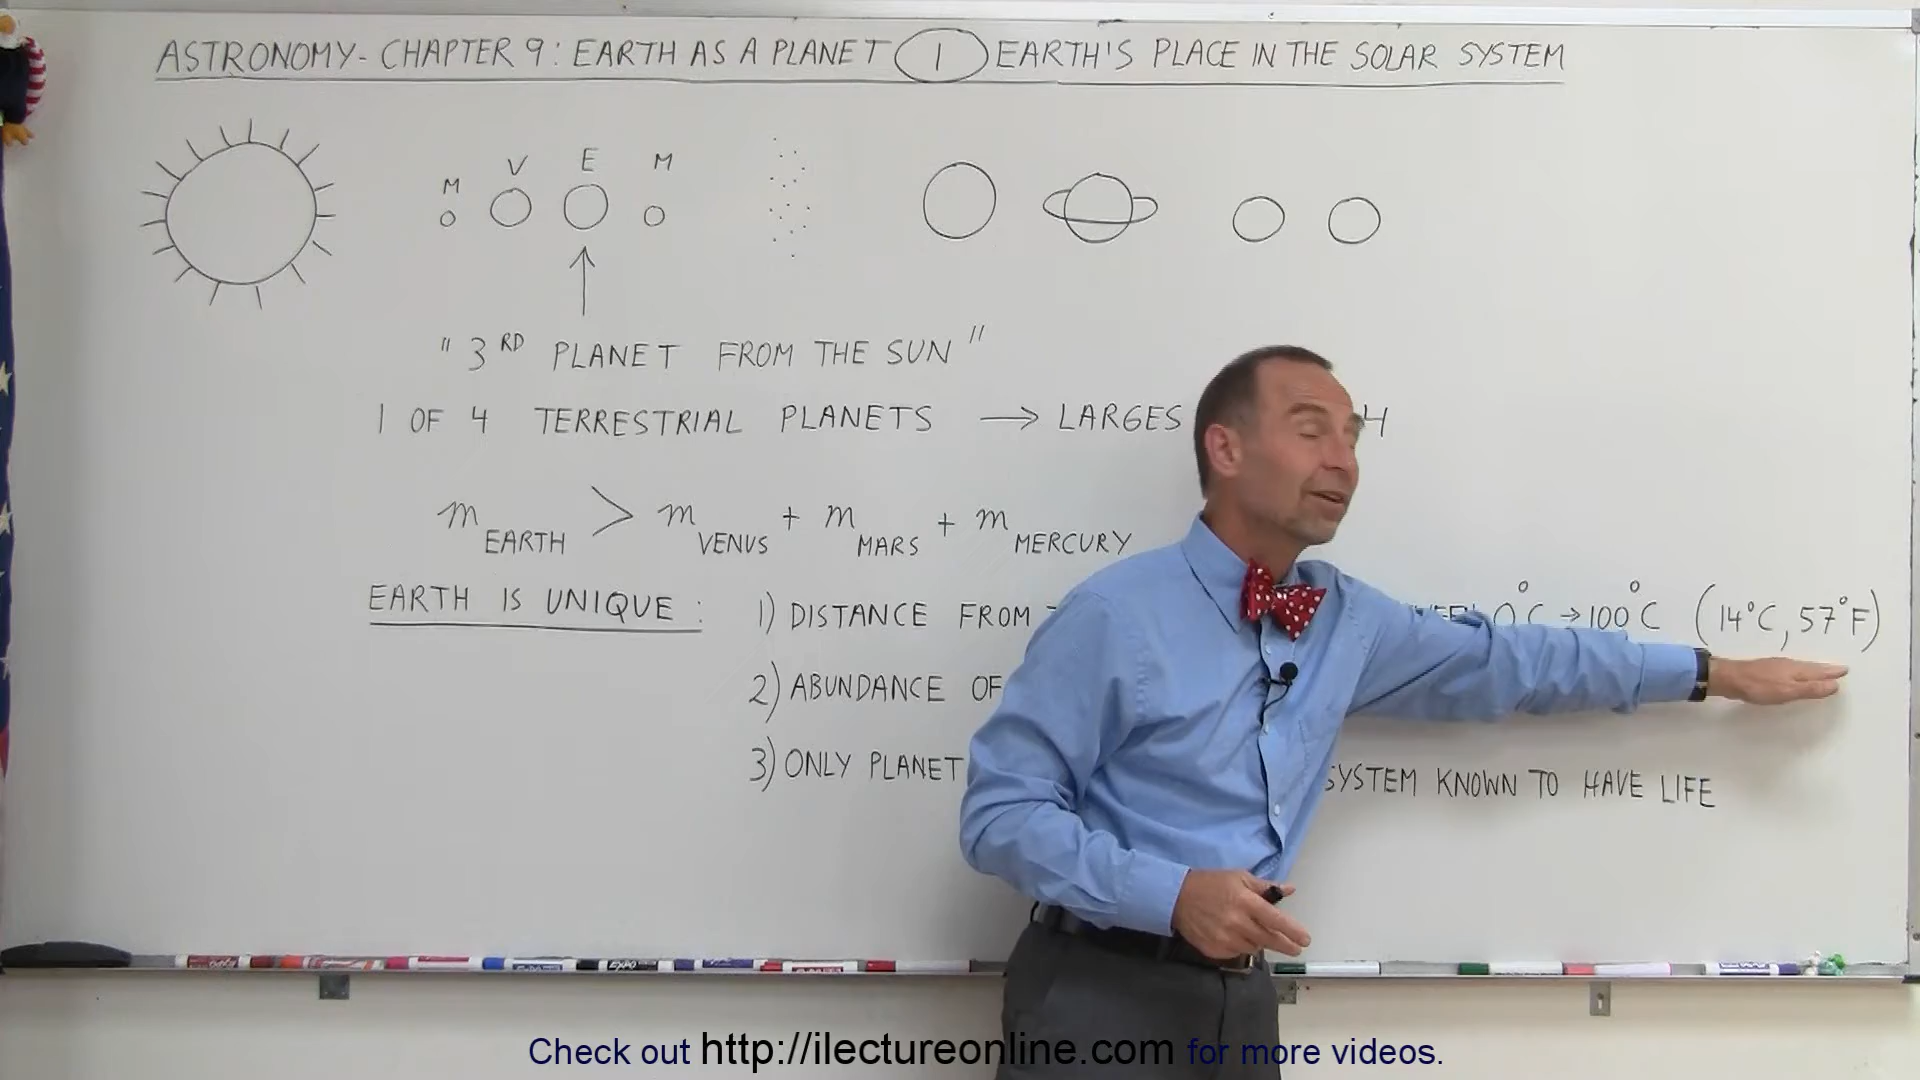 ASTRONOMY - CHAPTER 9 : EARTH AS A PLANET 1 EARTH'S PLACE IN THE SOLAR SYSTEM
M V E M
" 3RD PLANET FROM THE SUN "
1 OF 4 TERRESTRIAL PLANETS → LARGES 4
m EARTH > m VENUS + m MARS + m MERCURY
EARTH IS UNIQUE : 1) DISTANCE FROM 0°C → 100°C (14°C, 57°F)
2) ABUNDANCE OF
3) ONLY PLANET SYSTEM KNOWN TO HAVE LIFE
EXPO
Check out http://ilectureonline.com for more videos.